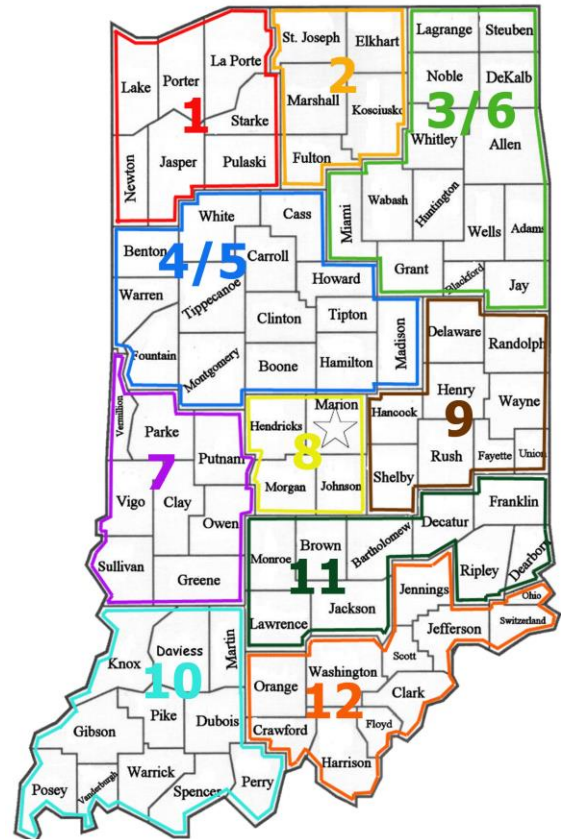 St. Joseph
Elkhart
Lagrange
Steuben
La Porte
Lake
Porter
2
Noble
DeKalb
Marshall
Kosciusko
3/6
1
Starke
Whitley
Allen
Newton
Jasper
Pulaski
Fulton
Miami
Wabash
Huntington
White
Cass
Wells
Adams
Benton
4/5
Carroll
Grant
Blackford
Jay
Warren
Tippecanoe
Howard
Clinton
Tipton
Madison
Delaware
Randolph
Fountain
Montgomery
Boone
Hamilton
Vermillion
Parke
Hendricks
Marion
Hancock
Henry
Wayne
9
Putnam
8
Rush
Fayette
Union
7
Vigo
Clay
Morgan
Johnson
Shelby
Owen
Franklin
Decatur
Sullivan
Greene
Monroe
Brown
Bartholomew
Ripley
Dearborn
11
Jennings
Ohio
Lawrence
Jackson
Jefferson
Switzerland
Knox
Daviess
Martin
Washington
Scott
10
Orange
12
Clark
Gibson
Pike
Dubois
Crawford
Floyd
Posey
Vanderburgh
Warrick
Spencer
Perry
Harrison